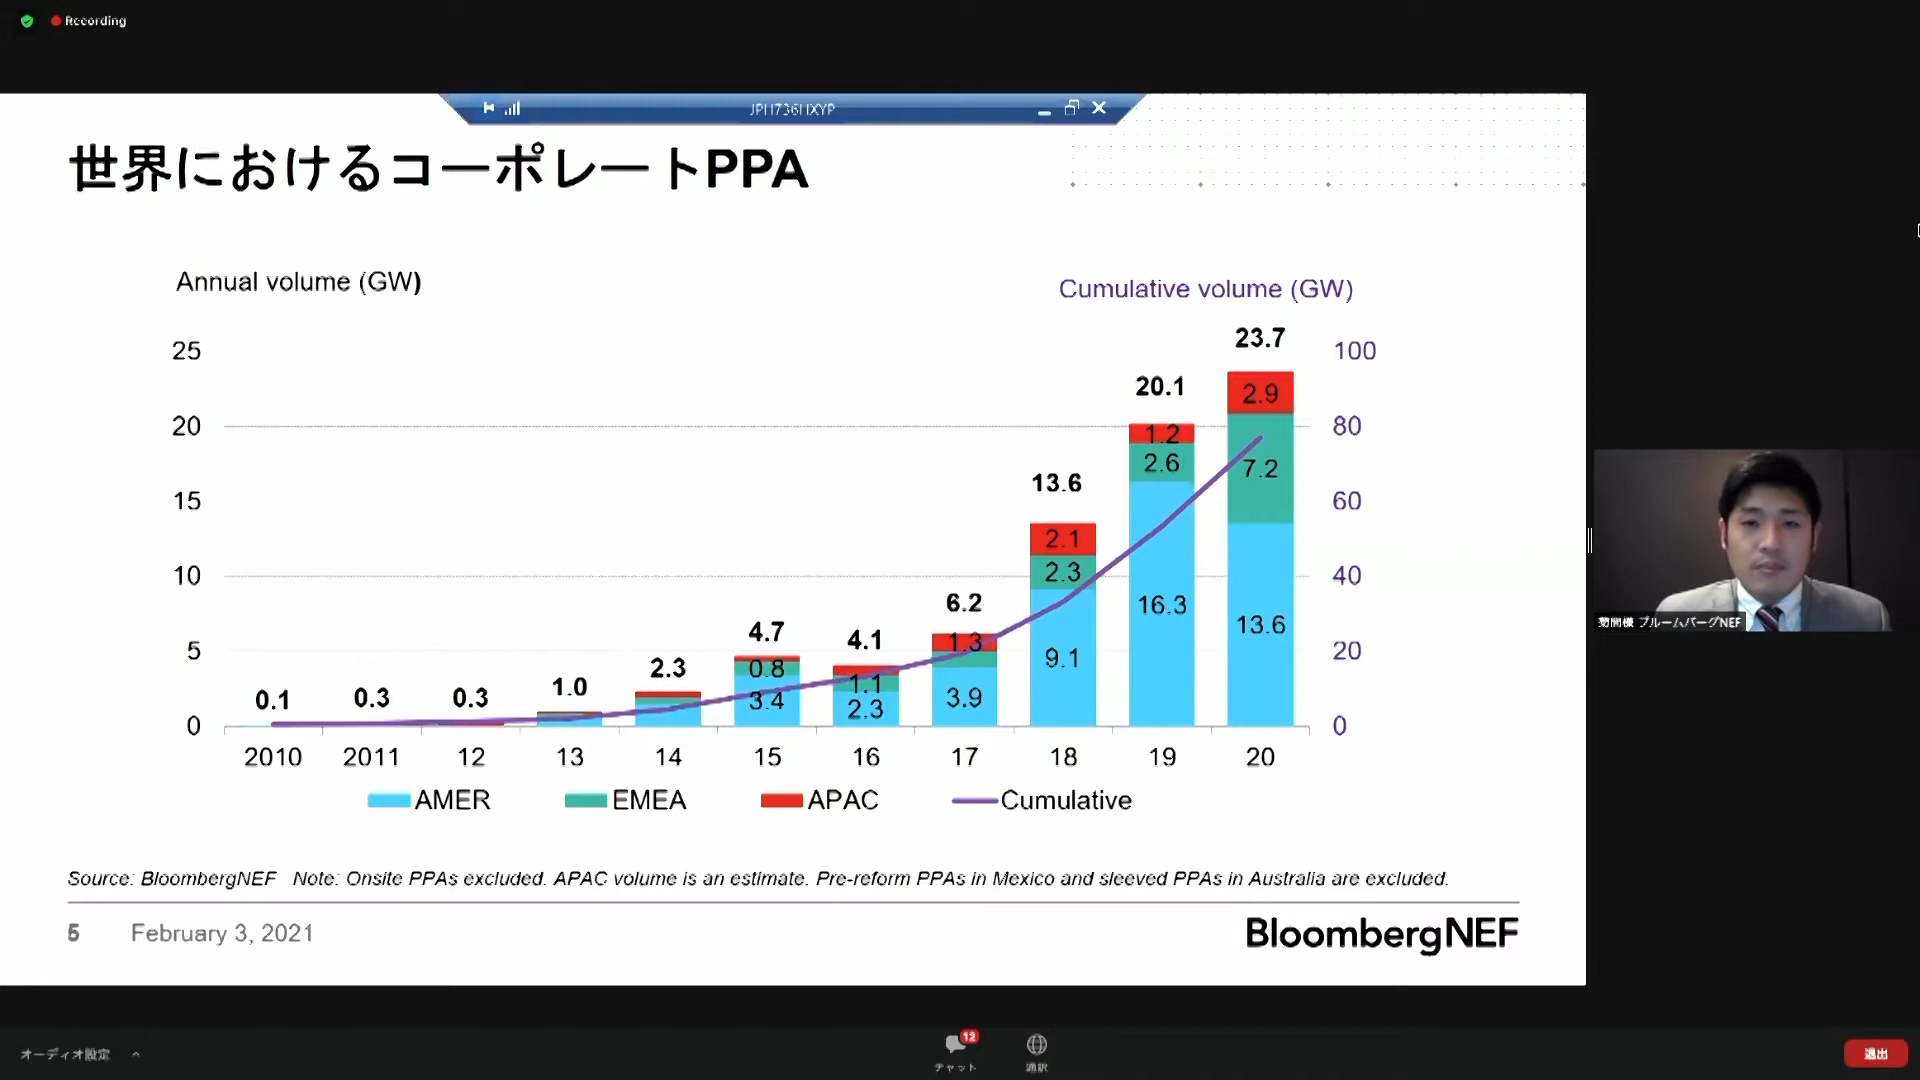 Recording
JPH736HXYP
世界におけるコーポレートPPA
Annual volume (GW)
Cumulative volume (GW)
25
20
15
10
5
0
100
80
60
40
20
0
0.1
0.3
0.3
1.0
2.3
4.7
0.8
3.4
4.1
1.1
2.3
6.2
1.3
3.9
13.6
2.1
2.3
9.1
20.1
1.2
2.6
16.3
23.7
2.9
7.2
13.6
2010 2011 12 13 14 15 16 17 18 19 20
AMER EMEA APAC Cumulative
Source: BloombergNEF Note: Onsite PPAs excluded. APAC volume is an estimate. Pre-reform PPAs in Mexico and sleeved PPAs in Australia are excluded.
5 February 3, 2021
BloombergNEF
菊間様 ブルームバーグNEF
オーディオ設定
12
チャット
通訳
退出